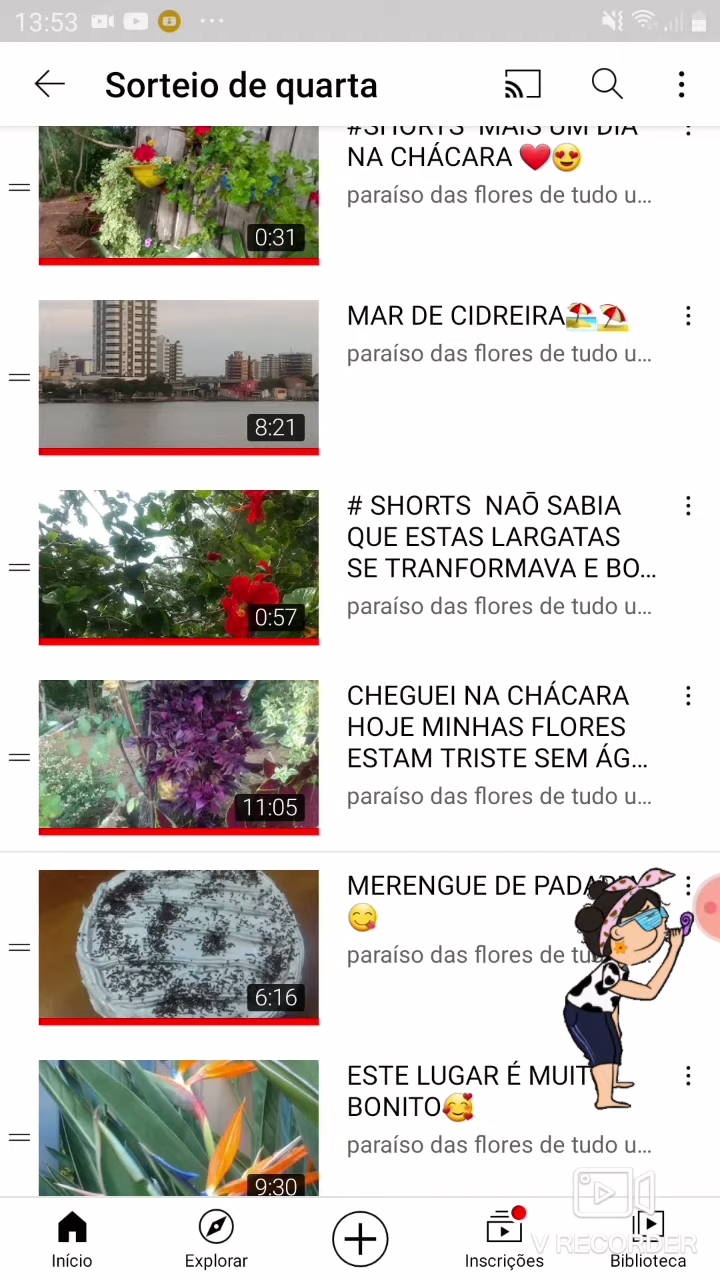 13:53
Sorteio de quarta
#SHORTS MAIS UM DIA
NA CHÁCARA ❤️😍
paraíso das flores de tudo u...
0:31
MAR DE CIDREIRA🏖️⛱️
paraíso das flores de tudo u...
8:21
# SHORTS NAÕ SABIA
QUE ESTAS LARGATAS
SE TRANFORMAVA E BO...
paraíso das flores de tudo u...
0:57
CHEGUEI NA CHÁCARA
HOJE MINHAS FLORES
ESTAM TRISTE SEM ÁG...
paraíso das flores de tudo u...
11:05
MERENGUE DE
😋
paraíso das flores de
6:16
ESTE LUGAR É MUIT
BONITO🥰
paraíso das flores de tudo u...
9:30
Início
Explorar
Inscrições
Biblioteca
V RECORDER